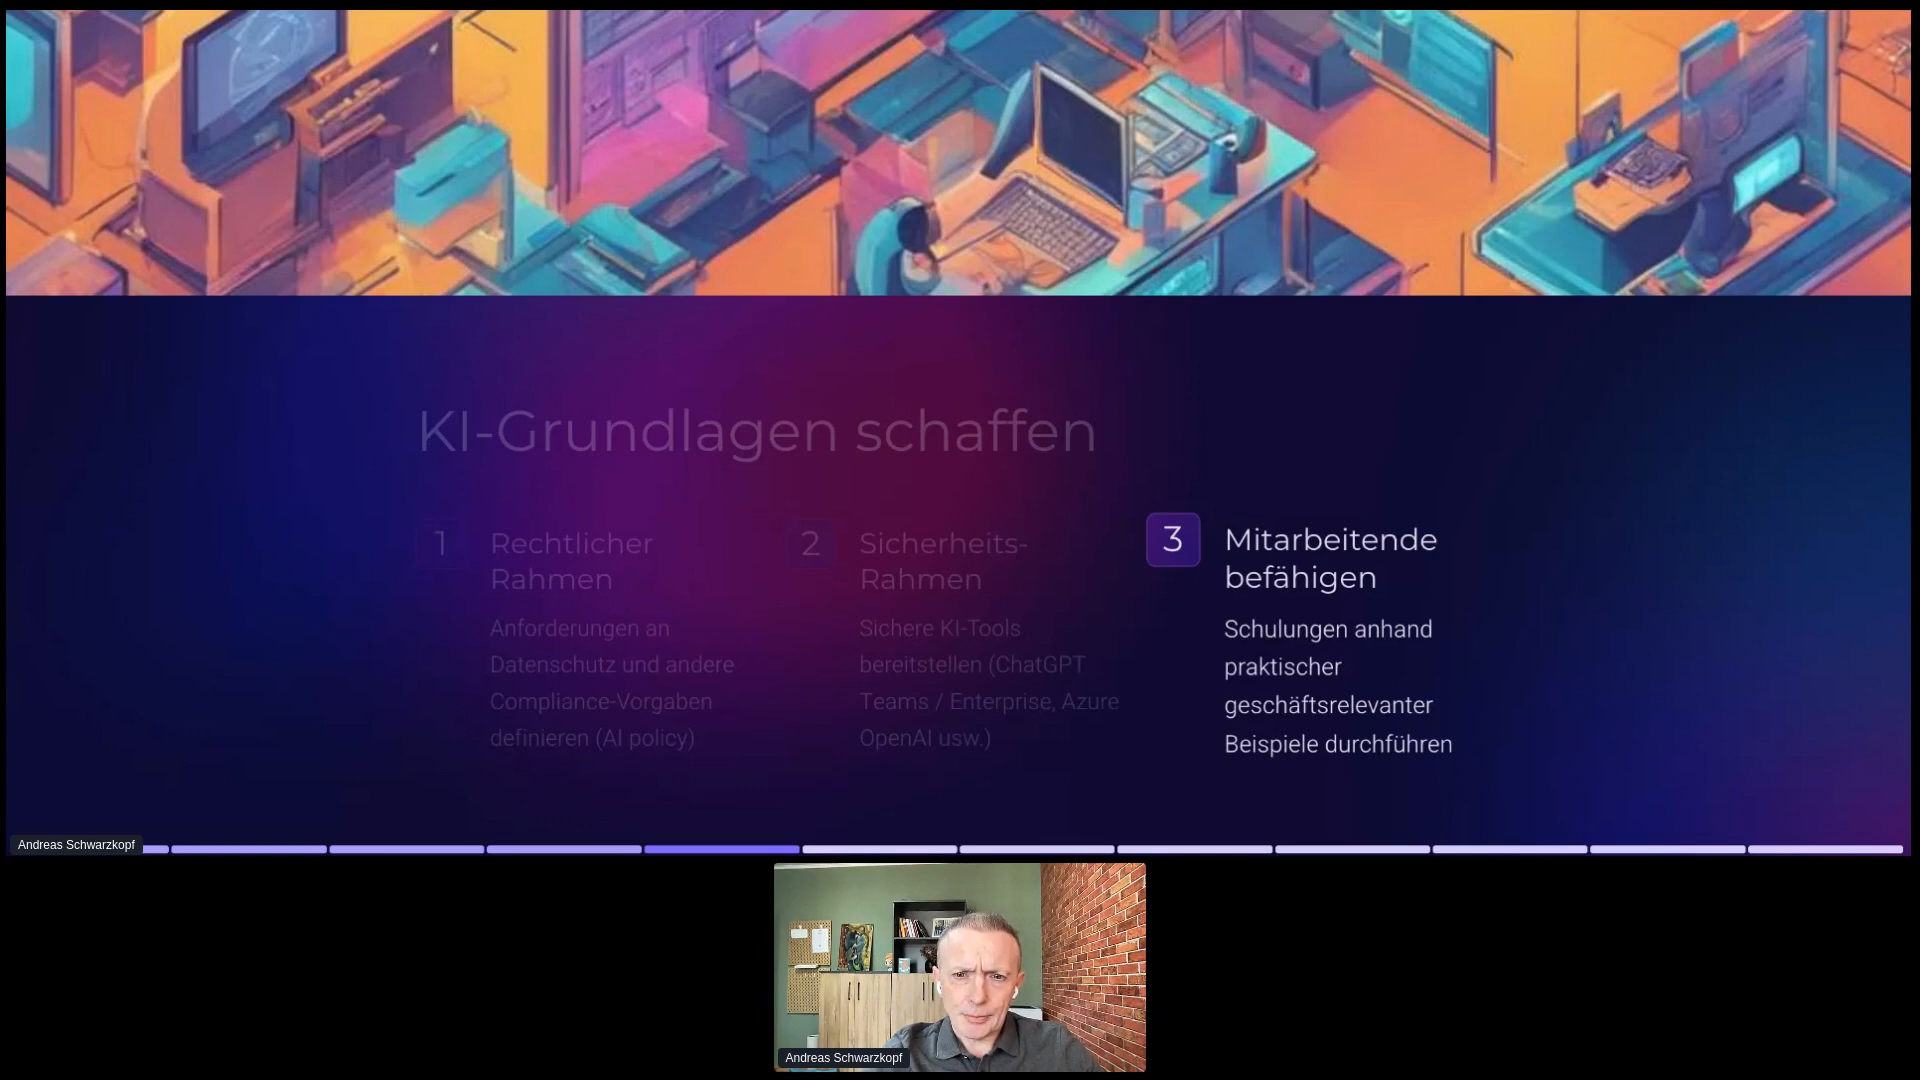 KI-Grundlagen schaffen
1
Rechtlicher
Rahmen
Anforderungen an
Datenschutz und andere
Compliance-Vorgaben
definieren (AI policy)
2
Sicherheits-
Rahmen
Sichere KI-Tools
bereitstellen (ChatGPT
Teams / Enterprise, Azure
OpenAI usw.)
3
Mitarbeitende
befähigen
Schulungen anhand
praktischer
geschäftsrelevanter
Beispiele durchführen
Andreas Schwarzkopf
Andreas Schwarzkopf